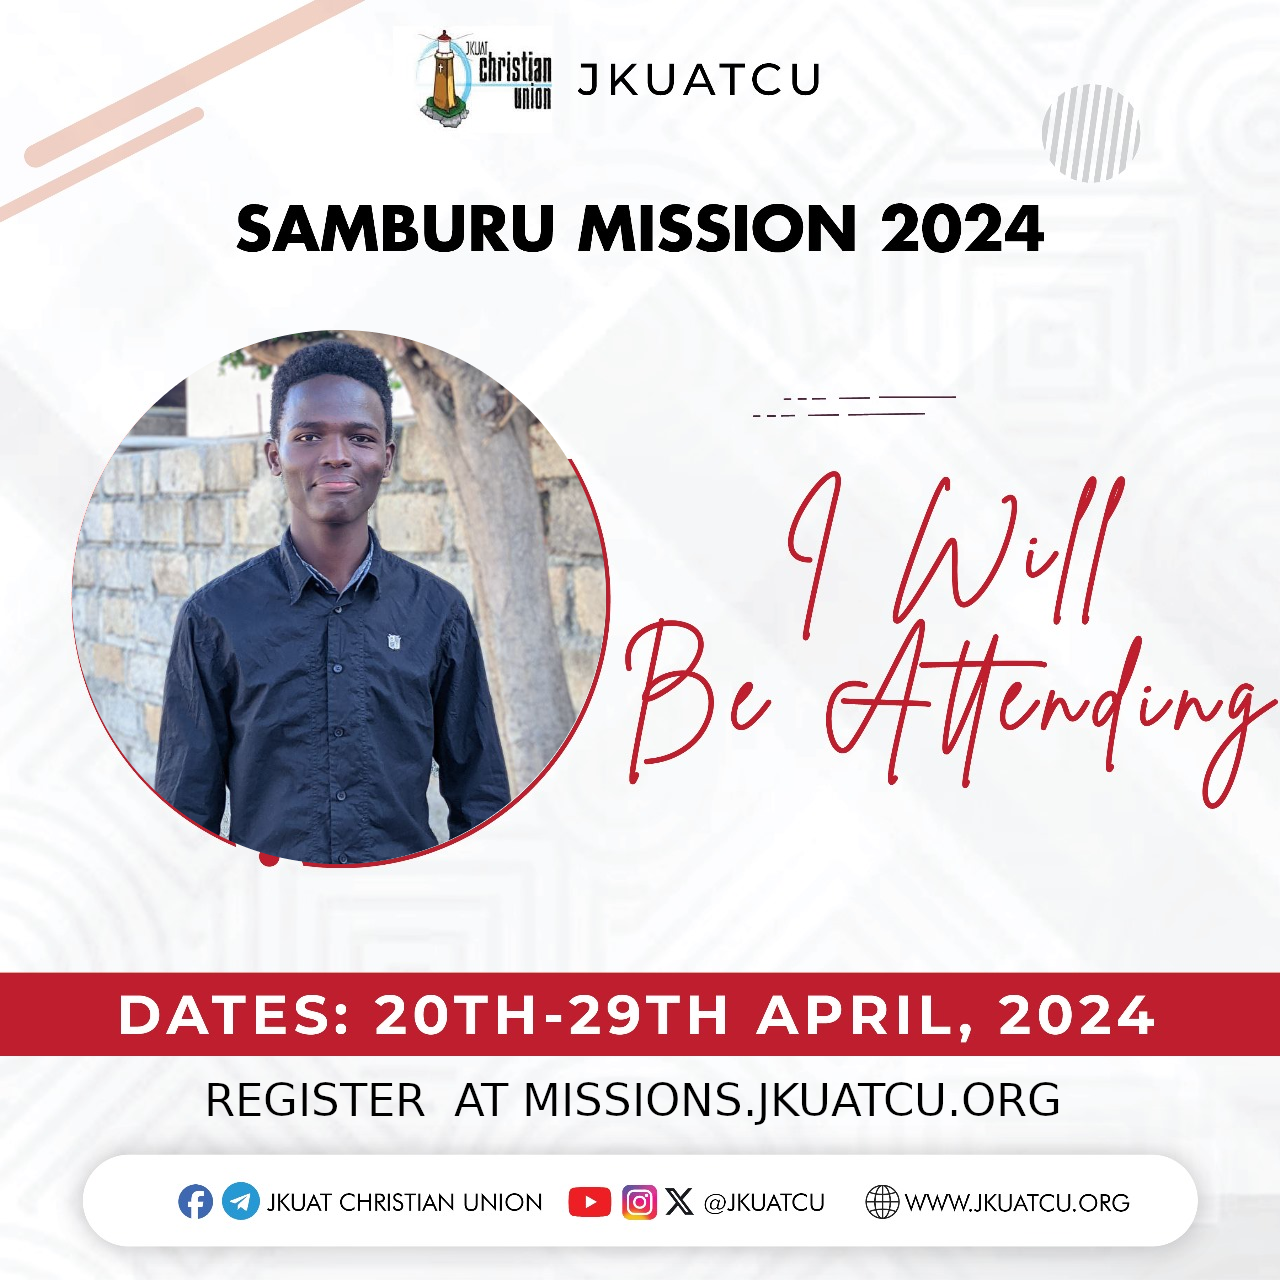 JKUAT
christian
union
JKUATCU
SAMBURU MISSION 2024
I Will
Be Attending
DATES: 20TH-29TH APRIL, 2024
REGISTER  AT MISSIONS.JKUATCU.ORG
JKUAT CHRISTIAN UNION @JKUATCU WWW.JKUATCU.ORG